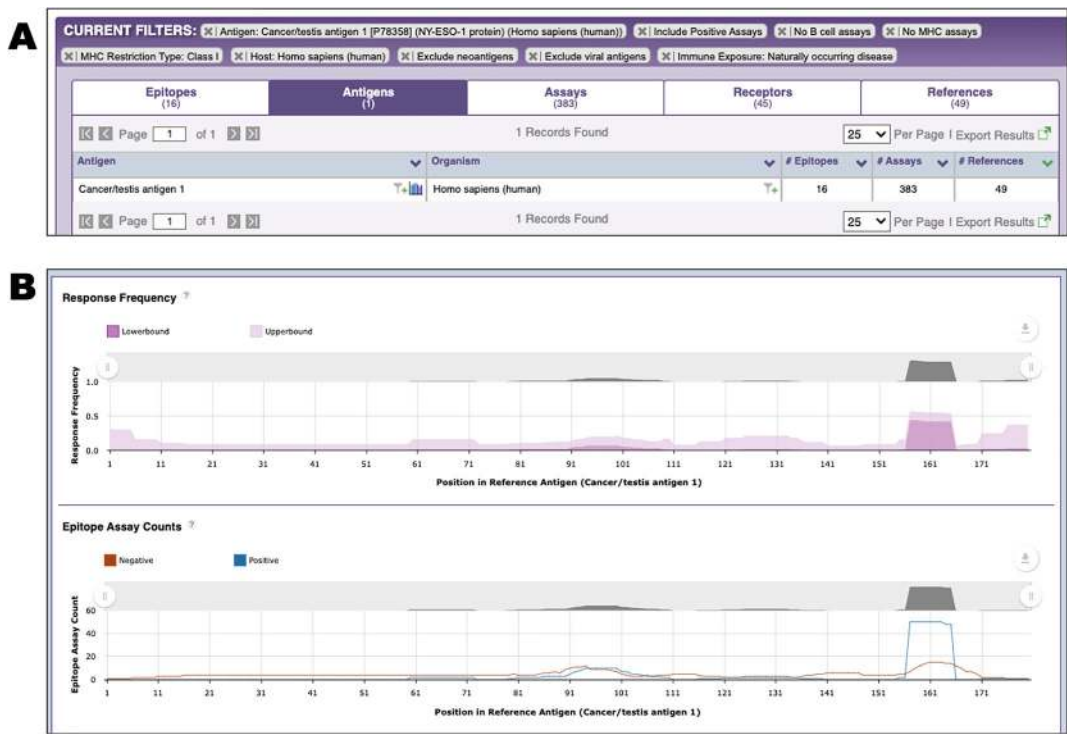 A
CURRENT FILTERS: Antigen: Cancer/testis antigen 1 [P78358] (NY-ESO-1 protein) (Homo sapiens (human)) Include Positive Assays No B cell assays No MHC assays
MHC Restriction Type: Class I Host: Homo sapiens (human) Exclude neoantigens Exclude viral antigens Immune Exposure: Naturally occurring disease
Epitopes Antigens Assays Receptors References
(16) (1) (383) (45) (49)
Page 1 of 1 1 Records Found 25 Per Page | Export Results
Antigen Organism # Epitopes # Assays # References
Cancer/testis antigen 1 Homo sapiens (human) 16 383 49
Page 1 of 1 1 Records Found 25 Per Page | Export Results
B
Response Frequency ?
Lowerbound Upperbound
Response Frequency
1.0
0.5
0.0
1 11 21 31 41 51 61 71 81 91 101 111 121 131 141 151 161 171
Position in Reference Antigen (Cancer/testis antigen 1)
Epitope Assay Counts ?
Negative Positive
Epitope Assay Count
60
40
20
0
1 11 21 31 41 51 61 71 81 91 101 111 121 131 141 151 161 171
Position in Reference Antigen (Cancer/testis antigen 1)